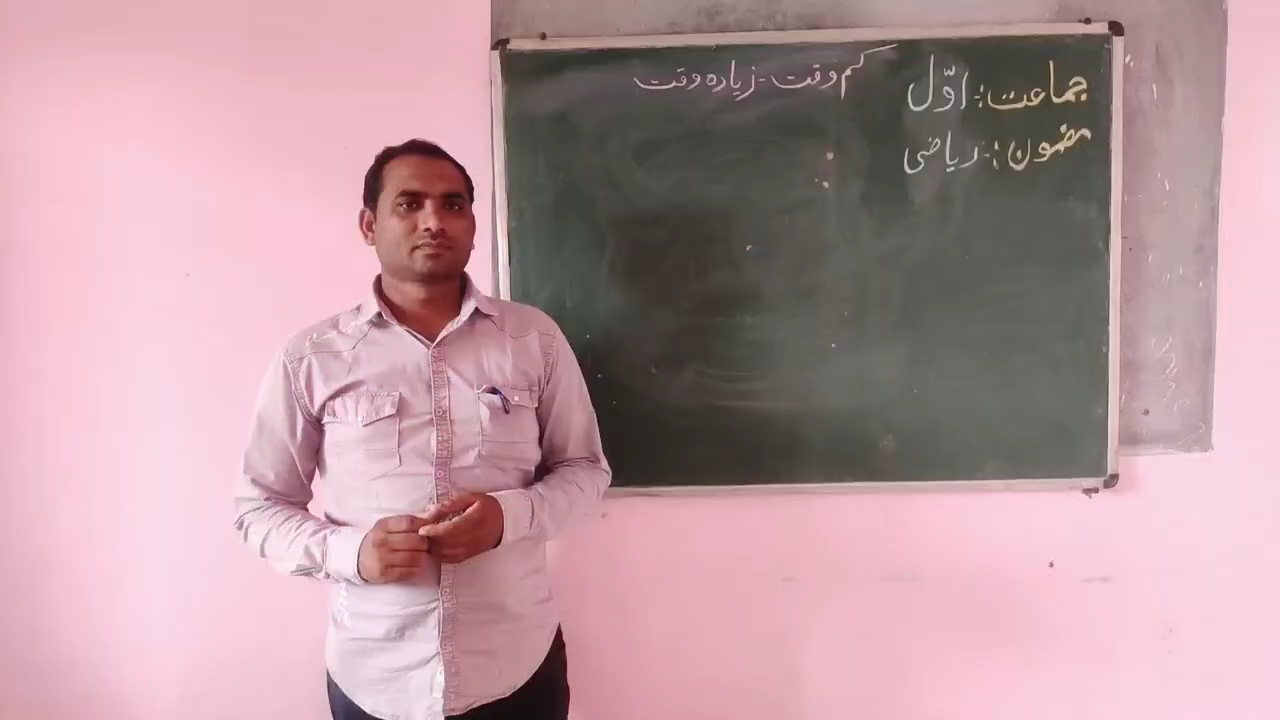 جماعت:- اوّل
مضمون:- ریاضی
کم وقت - زیادہ وقت